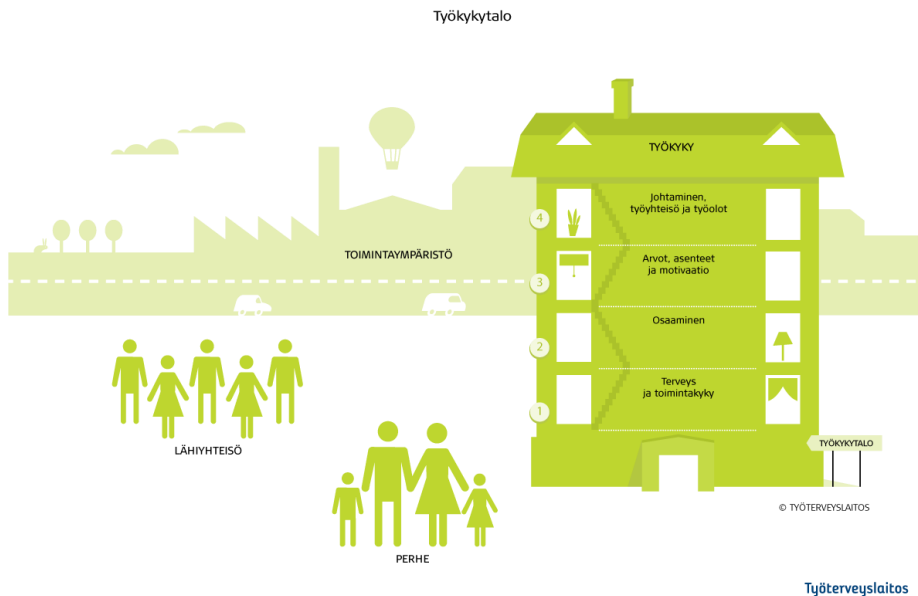 Työkykytalo
TYÖKYKY
4
Johtaminen,
työyhteisö ja työolot
TOIMINTAYMPÄRISTÖ
3
Arvot, asenteet
ja motivaatio
2
Osaaminen
1
Terveys
ja toimintakyky
LÄHIYHTEISÖ
TYÖKYKYTALO
PERHE
© TYÖTERVEYSLAITOS
Työterveyslaitos